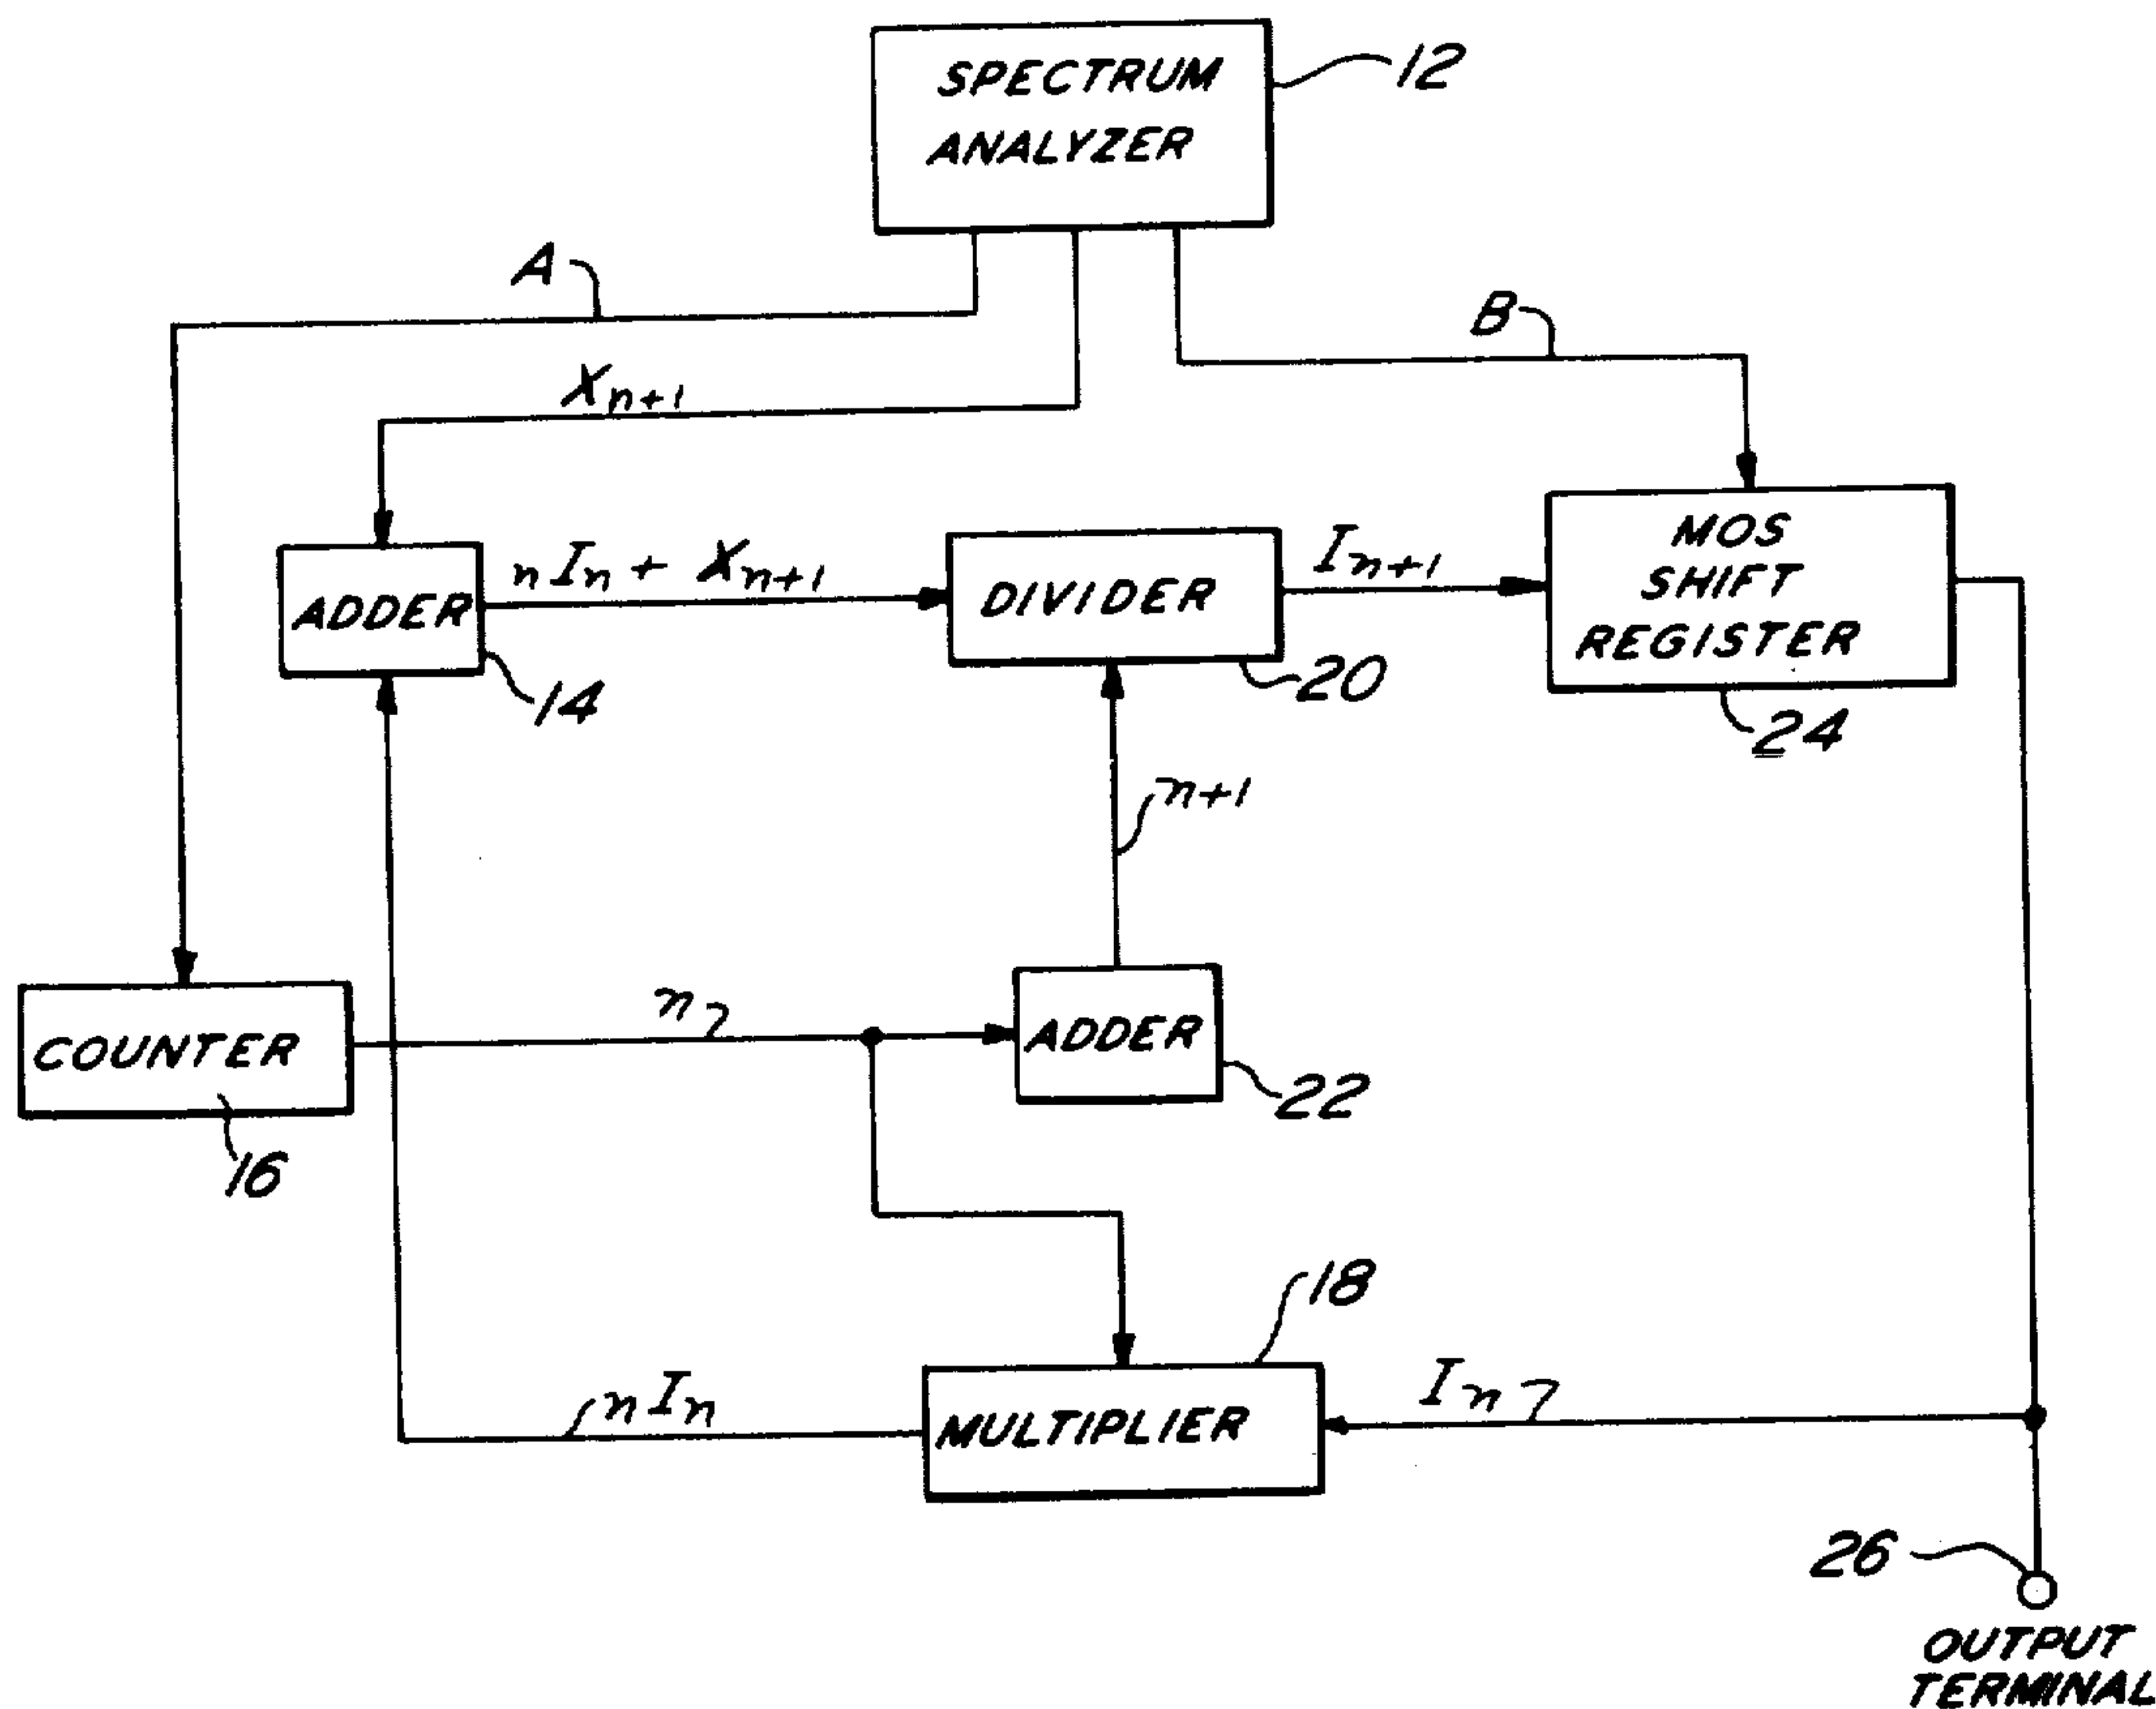 SPECTRUM
ANALYZER
12
A
B
Xn+1
ADDER
14
nIn + Xn+1
DIVIDER
20
In+1
MOS
SHIFT
REGISTER
24
n+1
COUNTER
16
n
ADDER
22
18
nIn
MULTIPLIER
In
26
OUTPUT
TERMINAL